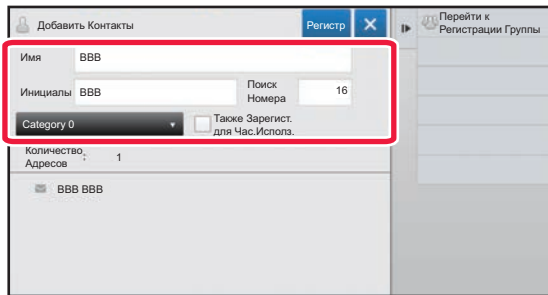 Добавить Контакты
Регистр
Перейти к
Регистрации Группы
Имя
BBB
Инициалы
BBB
Поиск
Номера
16
Category 0
Также Зарегист.
для Час.Исполз.
Количество
Адресов
:
1
BBB BBB